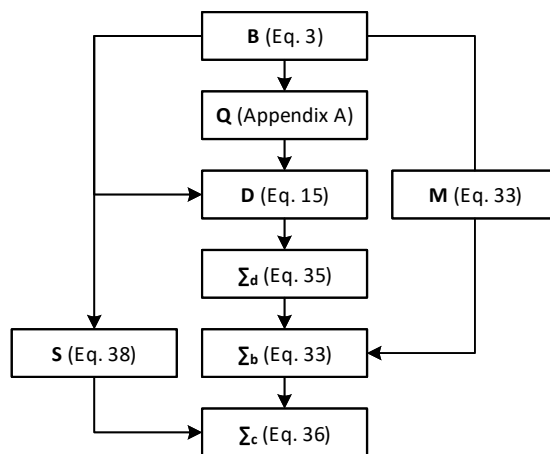 B (Eq. 3)
Q (Appendix A)
D (Eq. 15)
M (Eq. 33)
∑d (Eq. 35)
S (Eq. 38)
∑b (Eq. 33)
∑c (Eq. 36)